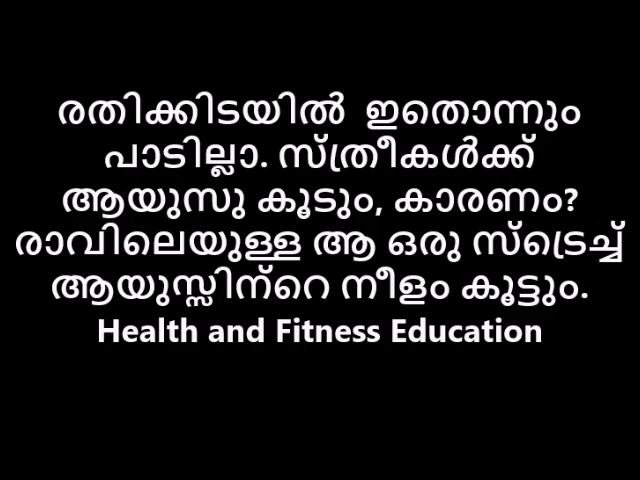 രതിക്കിടയിൽ ഇതൊന്നും
പാടില്ലാ. സ്ത്രീകൾക്ക്
ആയുസു കൂടും, കാരണം?
രാവിലെയുള്ള ആ ഒരു സ്ട്രെച്ച്
ആയുസ്സിന്റെ നീളം കൂട്ടും.
Health and Fitness Education